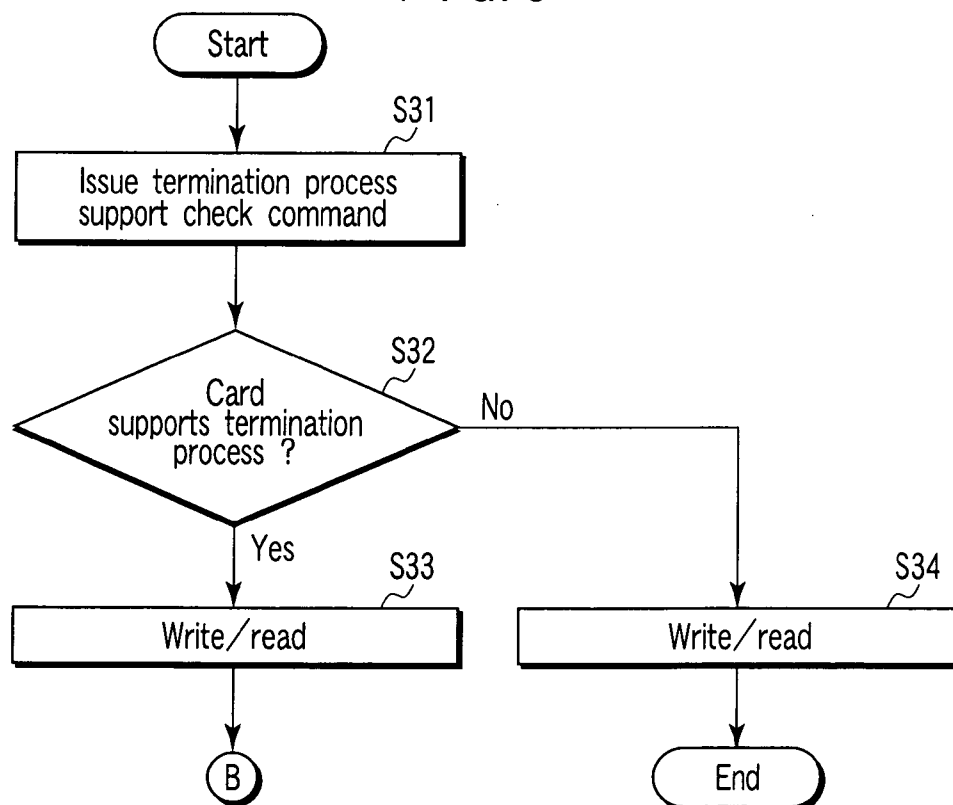 Start
S31
Issue termination process
support check command
S32
Card
supports termination
process ?
No
Yes
S33
Write/read
S34
Write/read
B
End